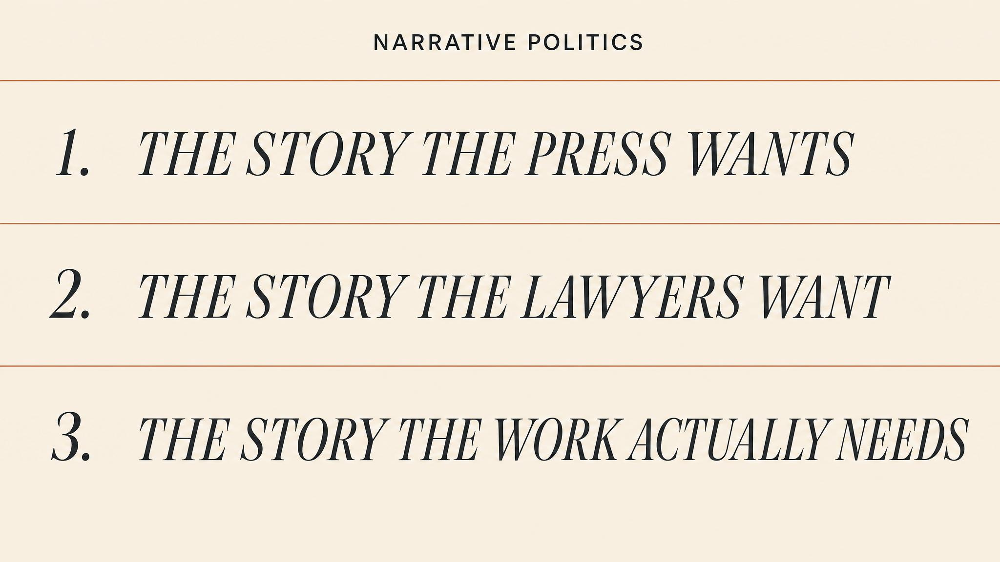 NARRATIVE POLITICS
1. THE STORY THE PRESS WANTS
2. THE STORY THE LAWYERS WANT
3. THE STORY THE WORK ACTUALLY NEEDS